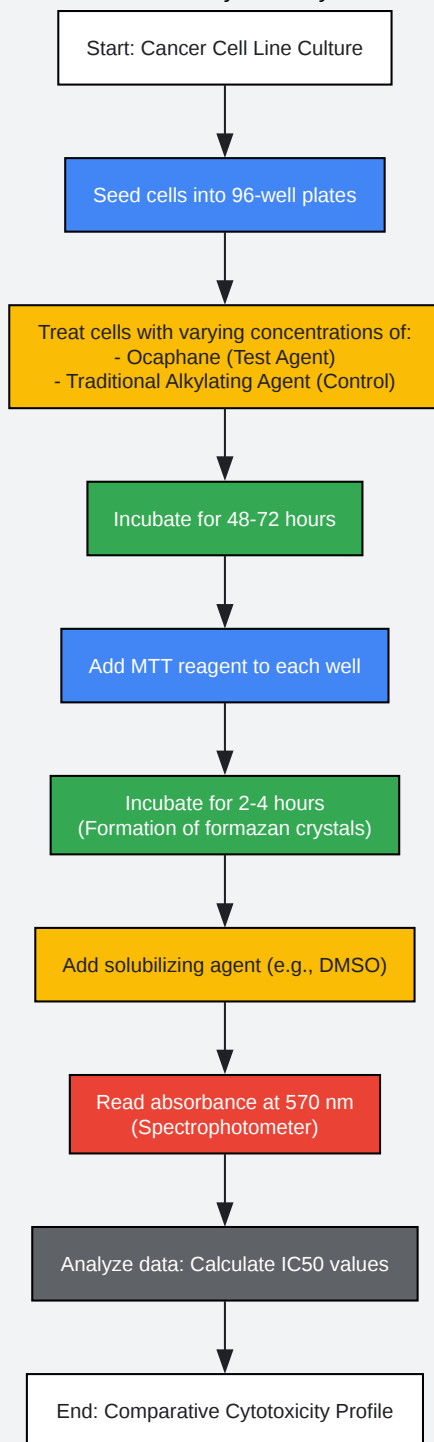 Start: Cancer Cell Line Culture
Seed cells into 96-well plates
Treat cells with varying concentrations of:
- Ocaphane (Test Agent)
- Traditional Alkylating Agent (Control)
Incubate for 48-72 hours
Add MTT reagent to each well
Incubate for 2-4 hours
(Formation of formazan crystals)
Add solubilizing agent (e.g., DMSO)
Read absorbance at 570 nm
(Spectrophotometer)
Analyze data: Calculate IC50 values
End: Comparative Cytotoxicity Profile